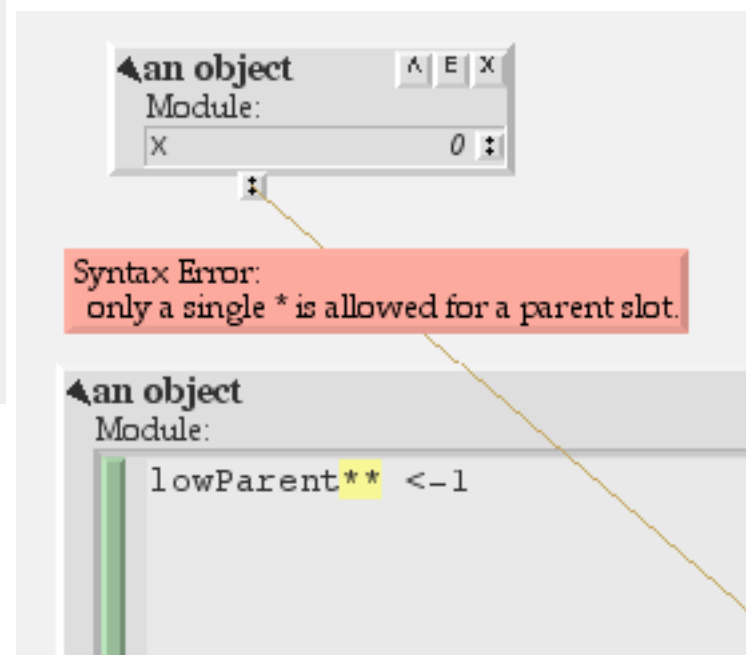 an object
ʌ E X
Module:
x 0
Syntax Error:
only a single * is allowed for a parent slot.
an object
Module:
lowParent** <-1